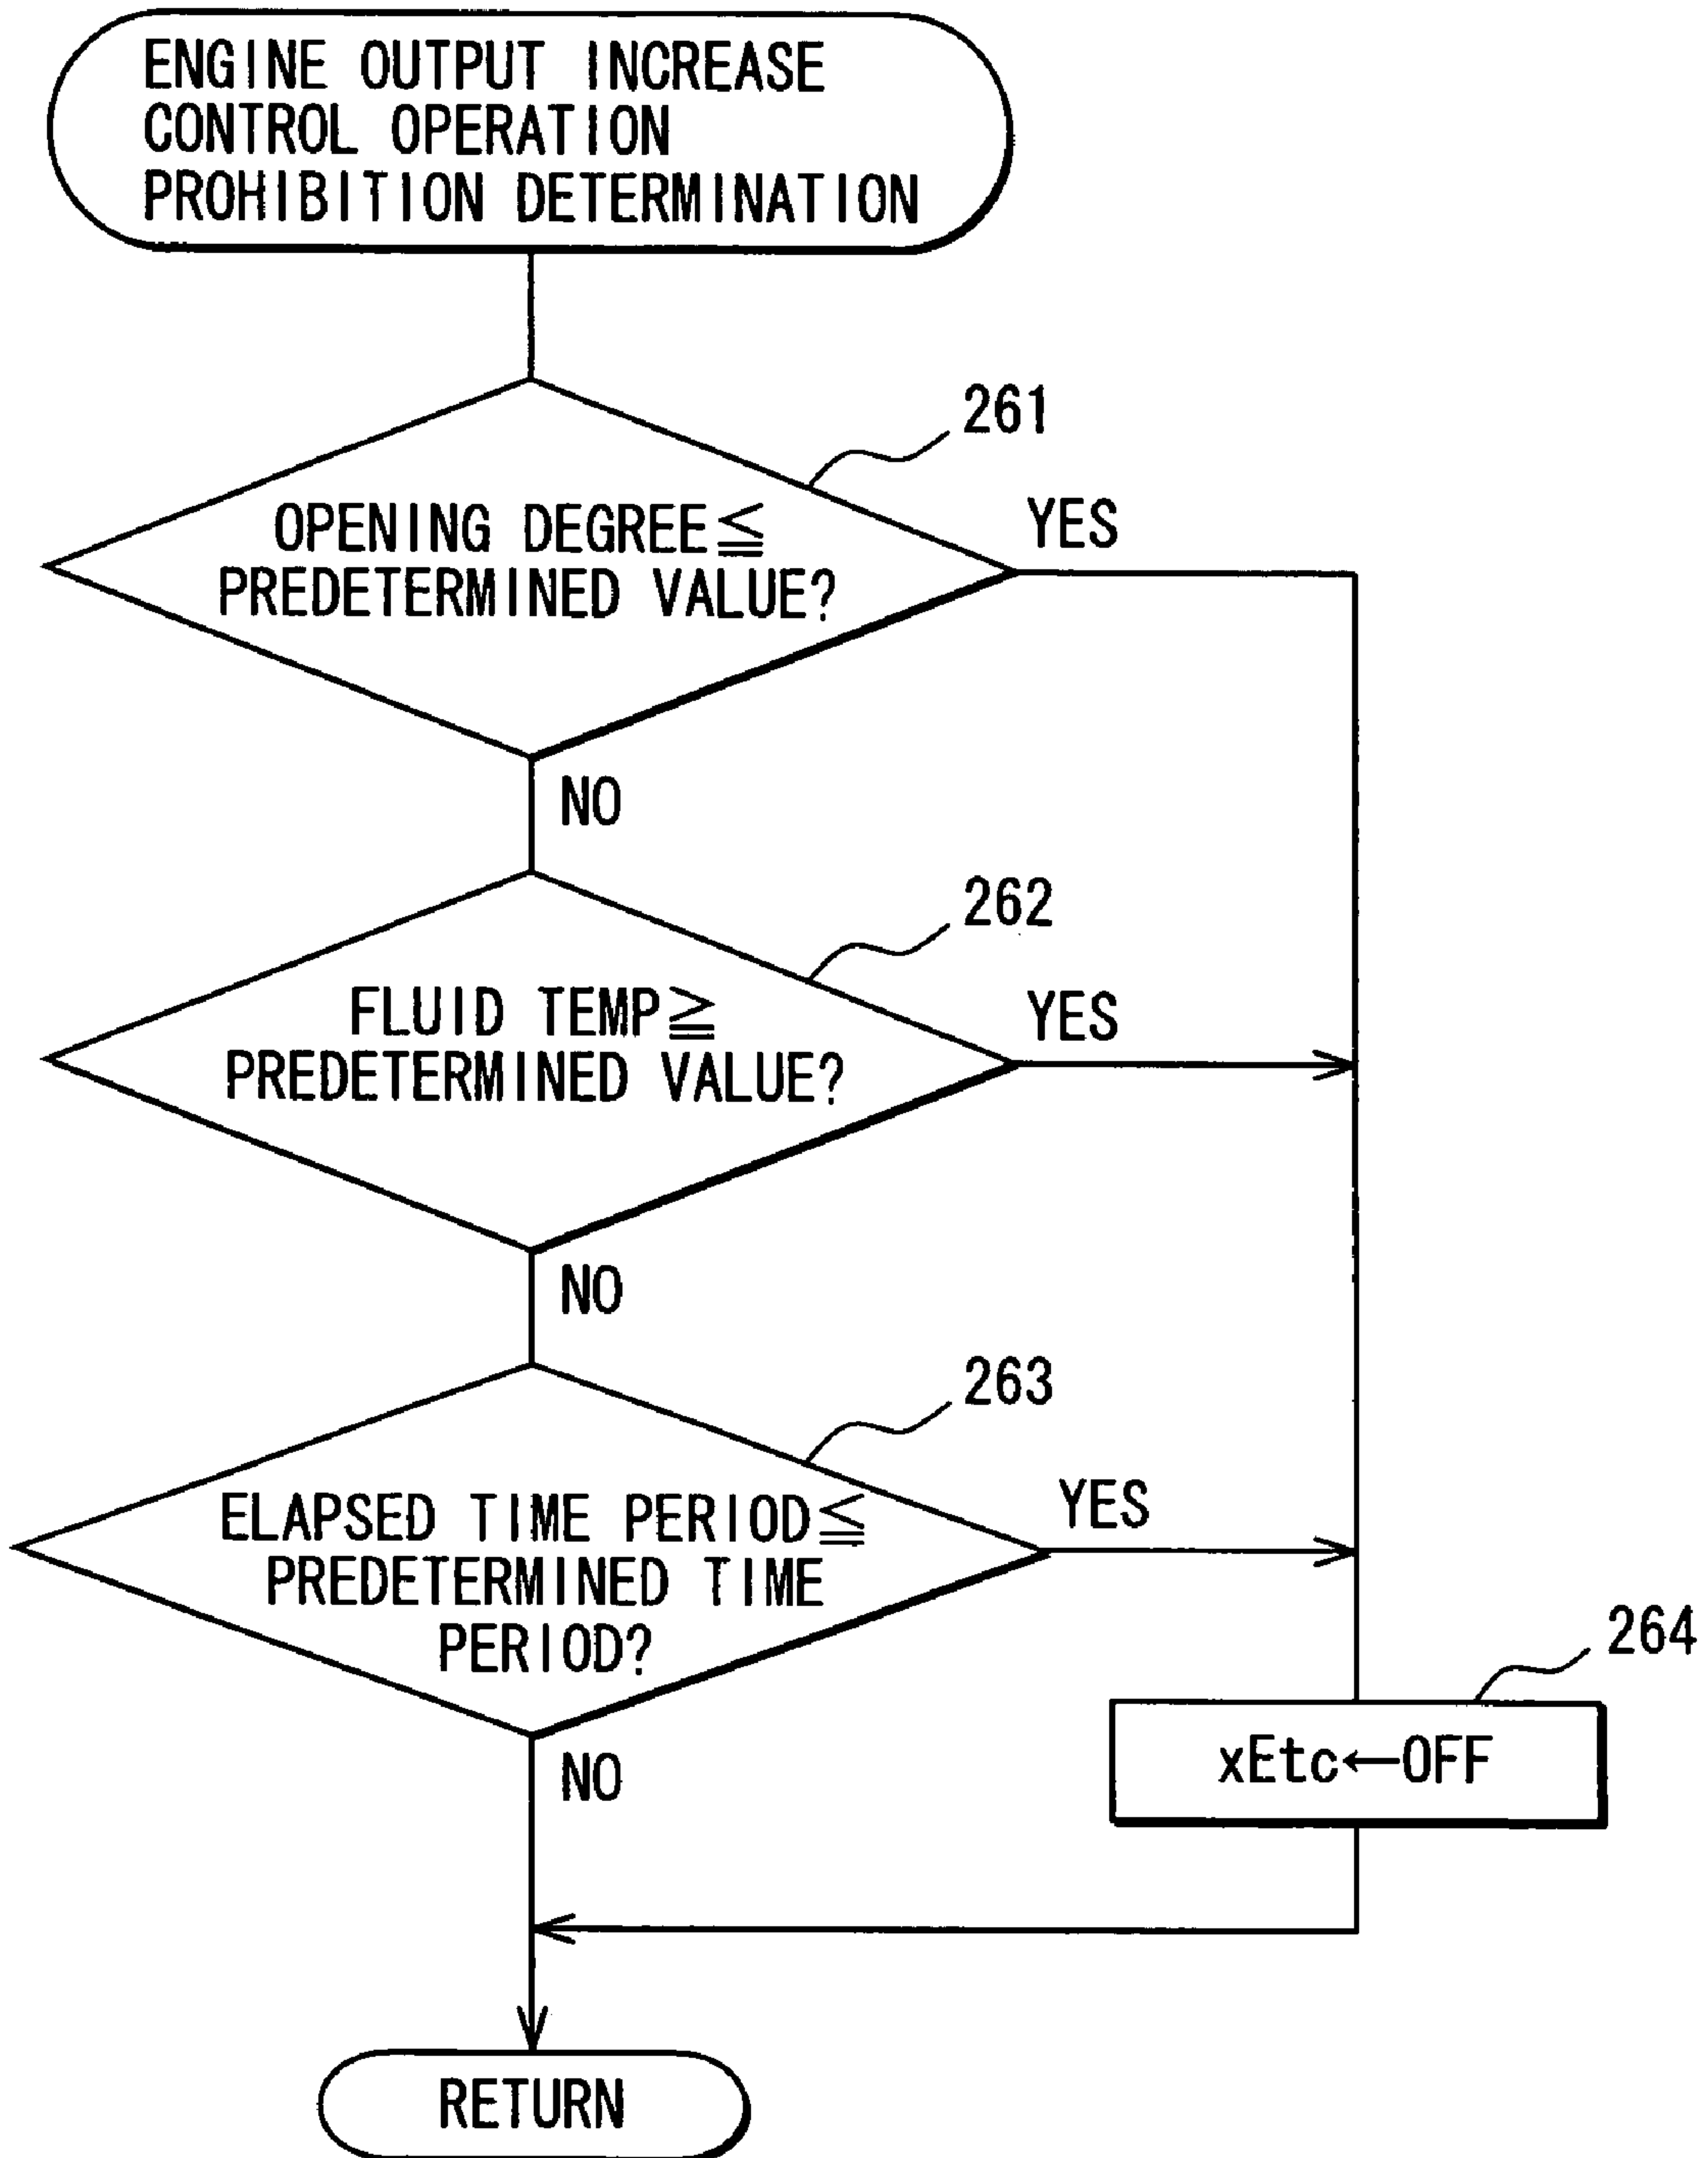 ENGINE OUTPUT INCREASE
CONTROL OPERATION
PROHIBITION DETERMINATION
261
OPENING DEGREE≦
PREDETERMINED VALUE?
YES
NO
262
FLUID TEMP≧
PREDETERMINED VALUE?
YES
NO
263
ELAPSED TIME PERIOD≦
PREDETERMINED TIME
PERIOD?
YES
NO
264
xEtc←OFF
RETURN